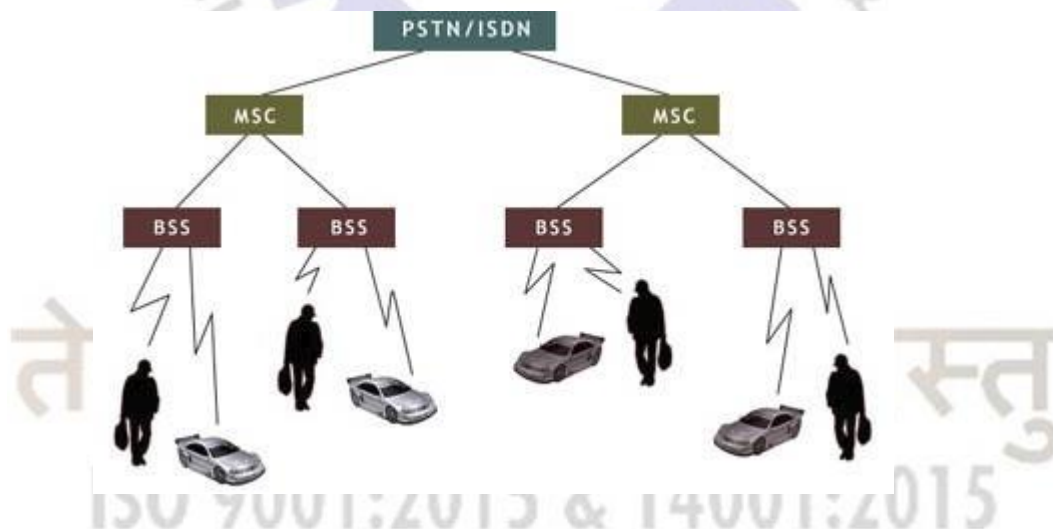 PSTN/ISDN
MSC MSC
BSS BSS BSS BSS
ते स्तु
ISO 9001:2015 & 14001:2015